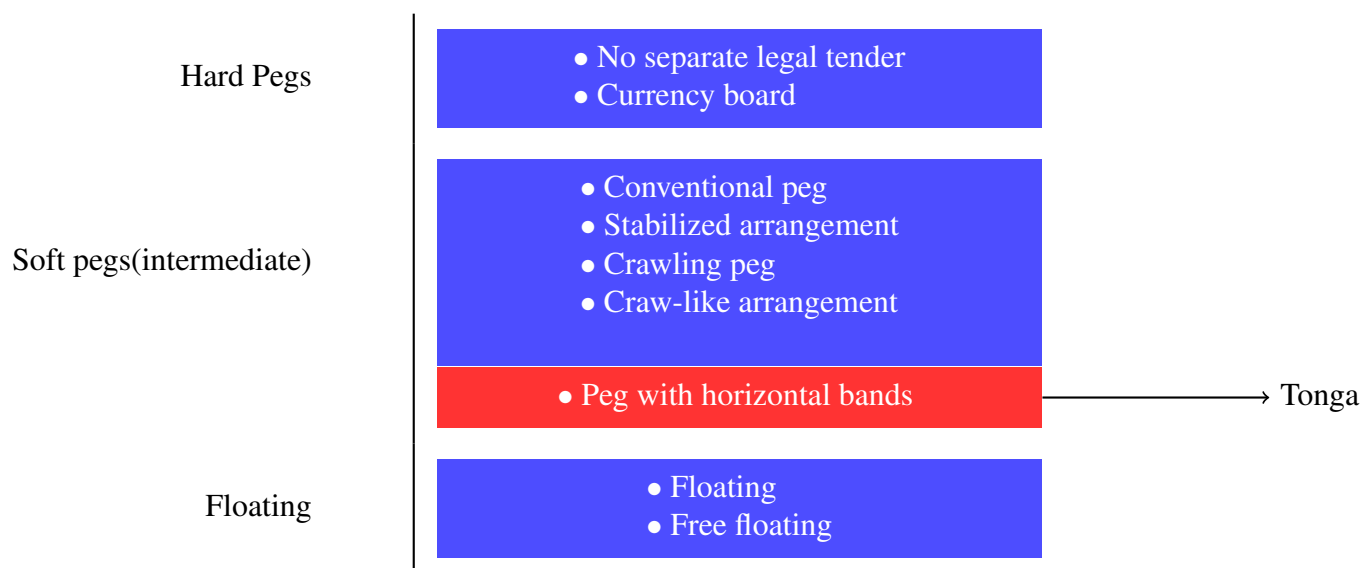 Hard Pegs
• No separate legal tender
• Currency board
Soft pegs(intermediate)
• Conventional peg
• Stabilized arrangement
• Crawling peg
• Craw-like arrangement
• Peg with horizontal bands
Tonga
Floating
• Floating
• Free floating